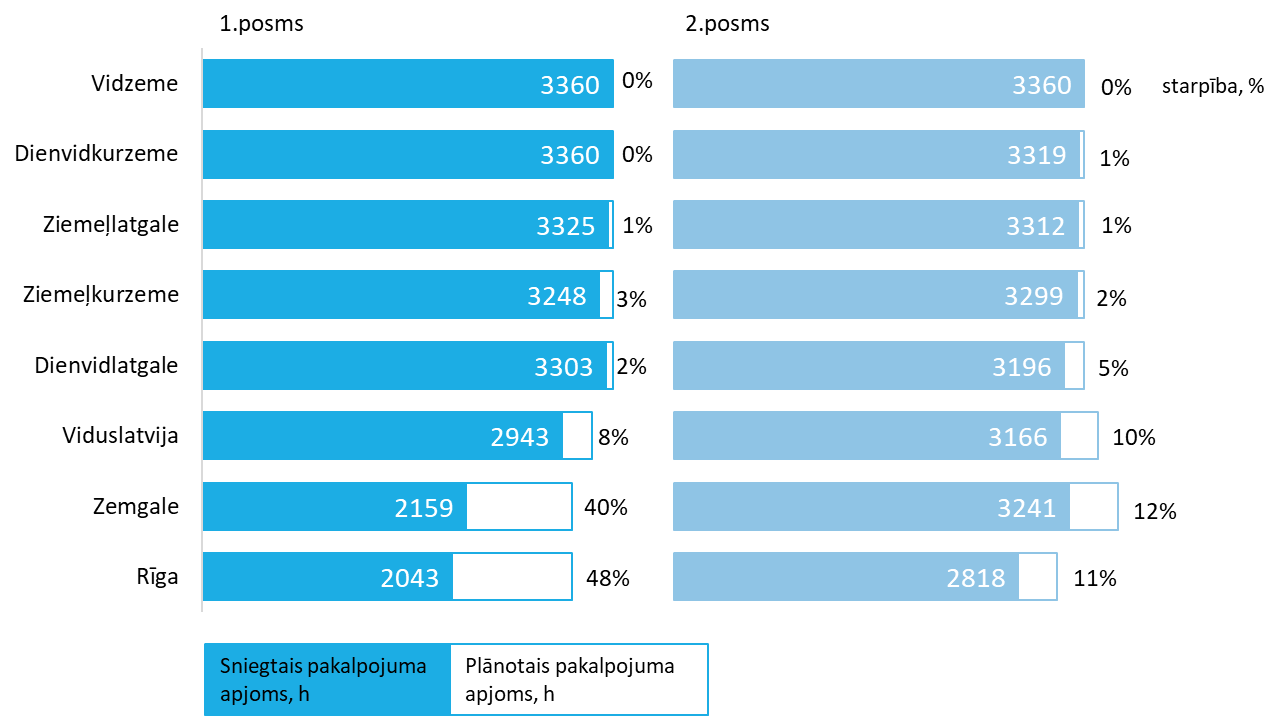 1.posms 2.posms
Vidzeme 3360 0% 3360 0% starpība, %
Dienvidkurzeme 3360 0% 3319 1%
Ziemeļlatgale 3325 1% 3312 1%
Ziemeļkurzeme 3248 3% 3299 2%
Dienvidlatgale 3303 2% 3196 5%
Viduslatvija 2943 8% 3166 10%
Zemgale 2159 40% 3241 12%
Rīga 2043 48% 2818 11%
Sniegtais pakalpojuma
apjoms, h
Plānotais pakalpojuma
apjoms, h